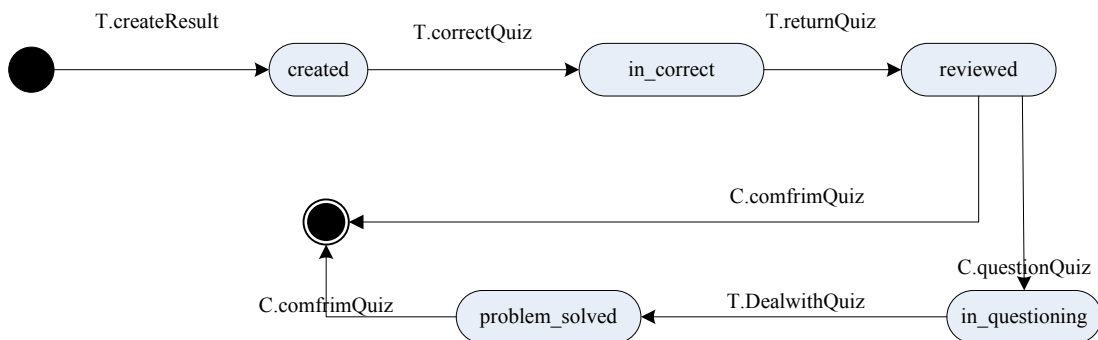 T.createResult
T.correctQuiz
T.returnQuiz
created
in_correct
reviewed
C.comfrimQuiz
C.questionQuiz
C.comfrimQuiz
T.DealwithQuiz
problem_solved
in_questioning